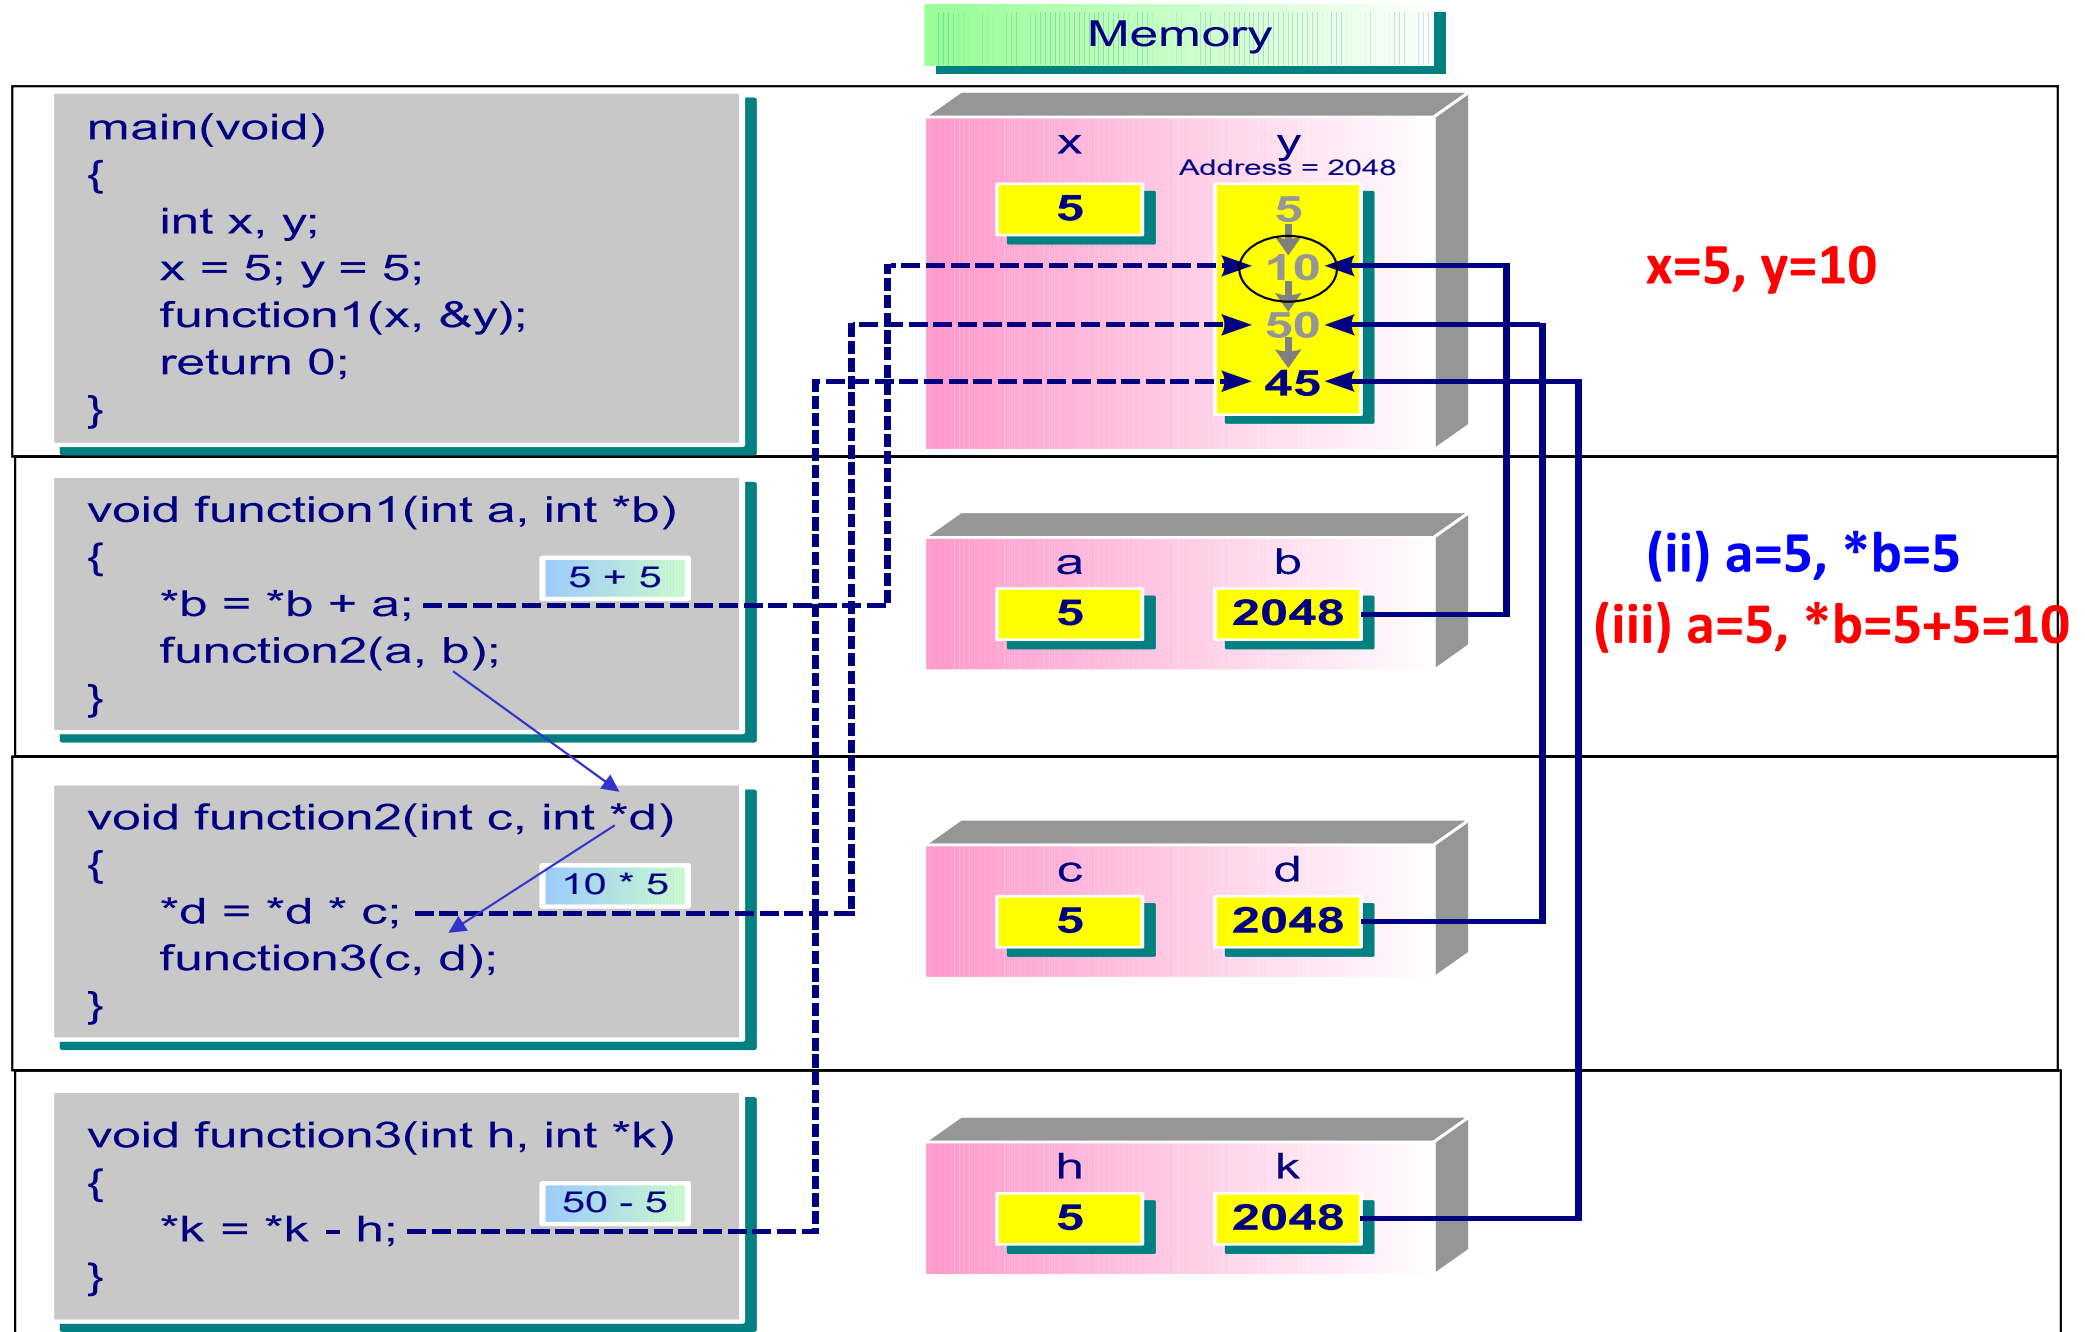 Memory
main(void)
{
int x, y;
x = 5; y = 5;
function1(x, &y);
return 0;
}
x y
Address = 2048
5 5
10
50
45
x=5, y=10
void function1(int a, int *b)
{
5 + 5
*b = *b + a;
function2(a, b);
}
a b
5 2048
(ii) a=5, *b=5
(iii) a=5, *b=5+5=10
void function2(int c, int *d)
{
10 * 5
*d = *d * c;
function3(c, d);
}
c d
5 2048
void function3(int h, int *k)
{
50 - 5
*k = *k - h;
}
h k
5 2048